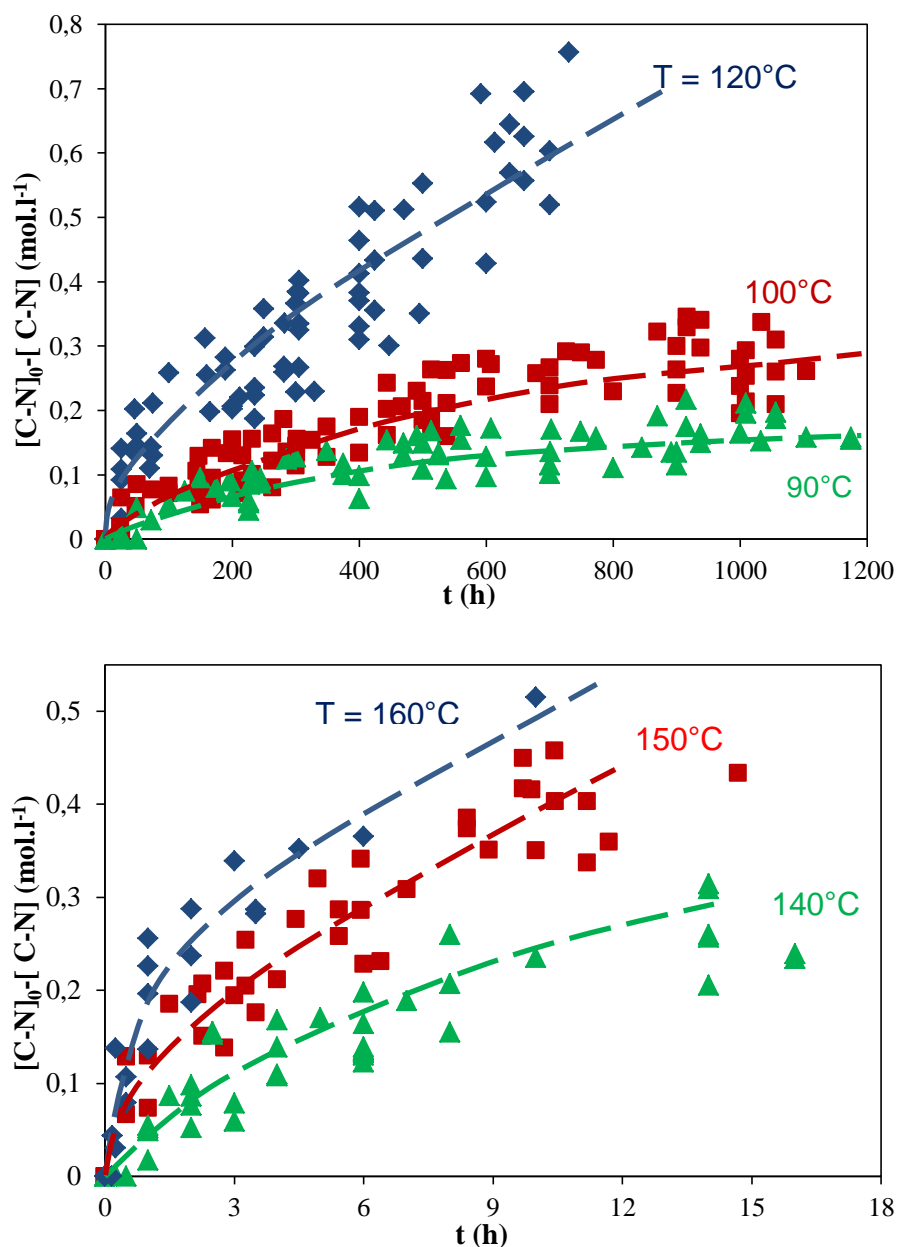 0,8
0,7
0,6
0,5
0,4
0,3
0,2
0,1
0
[C-N]0-[ C-N] (mol.l-1)
T = 120°C
100°C
90°C
0 200 400 600 800 1000 1200
t (h)
0,5
0,4
0,3
0,2
0,1
0
[C-N]0-[ C-N] (mol.l-1)
T = 160°C
150°C
140°C
0 3 6 9 12 15 18
t (h)